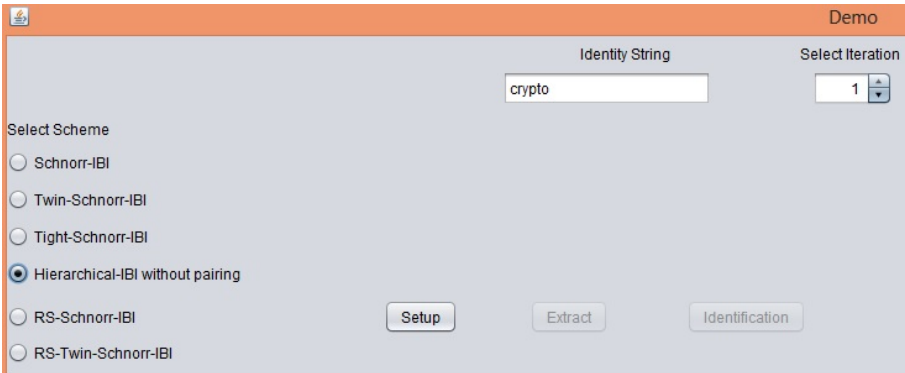 Demo
Identity String Select Iteration
crypto 1
Select Scheme
Schnorr-IBI
Twin-Schnorr-IBI
Tight-Schnorr-IBI
Hierarchical-IBI without pairing
RS-Schnorr-IBI Setup Extract Identification
RS-Twin-Schnorr-IBI